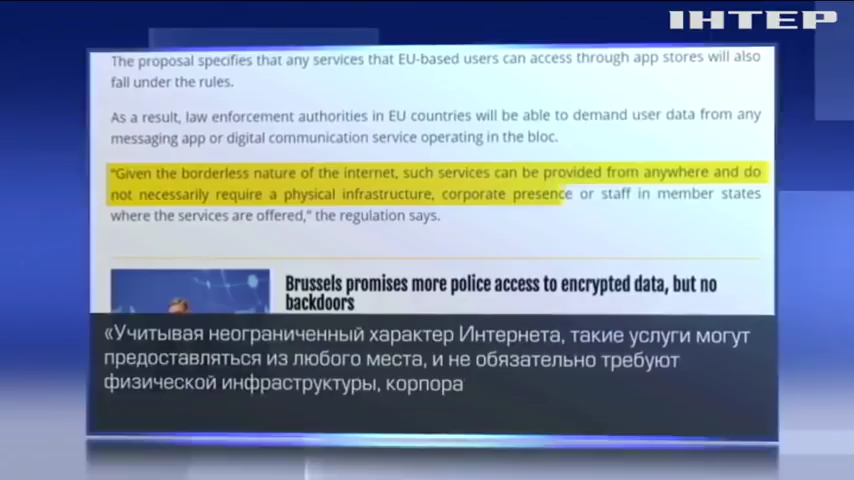 ІНТЕР
The proposal specifies that any services that EU-based users can access through app stores will also
fall under the rules.
As a result, law enforcement authorities in EU countries will be able to demand user data from any
messaging app or digital communication service operating in the bloc.
“Given the borderless nature of the internet, such services can be provided from anywhere and do
not necessarily require a physical infrastructure, corporate presence or staff in member states
where the services are offered,” the regulation says.
Brussels promises more police access to encrypted data, but no
backdoors
«Учитывая неограниченный характер Интернета, такие услуги могут
предоставляться из любого места, и не обязательно требуют
физической инфраструктуры, корпора